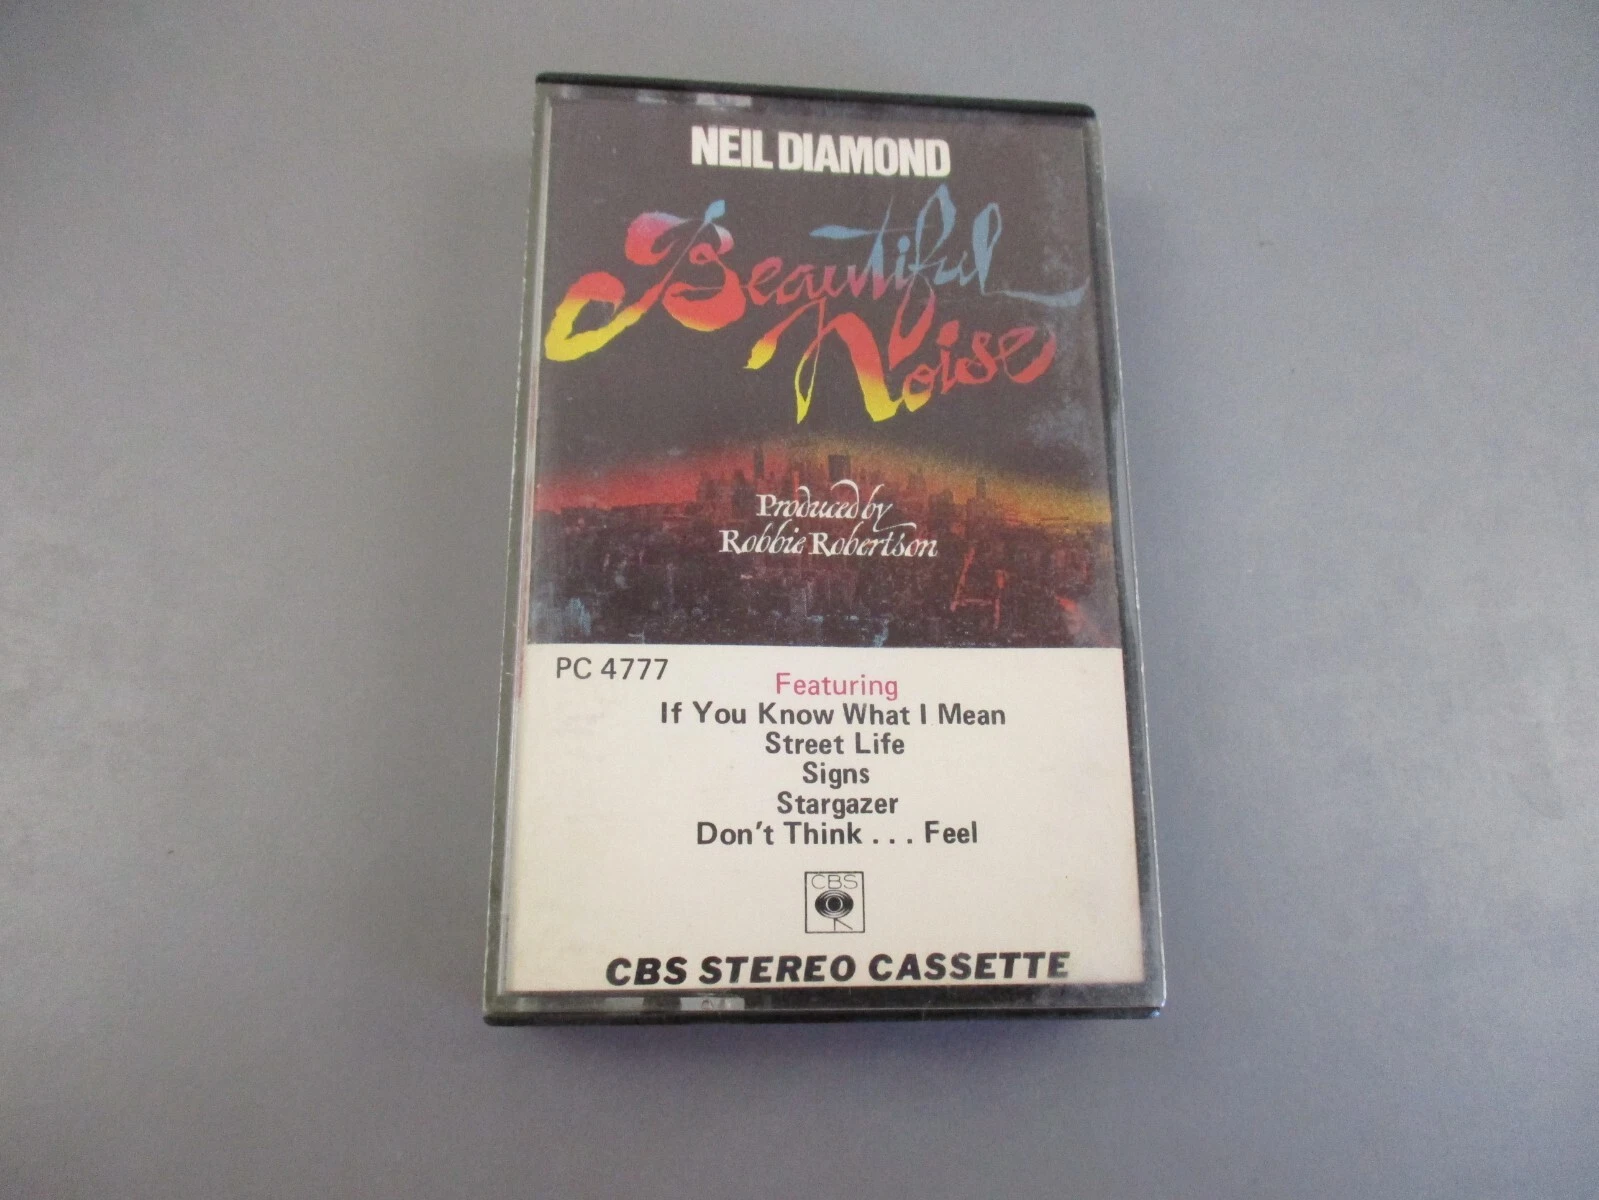 NEIL DIAMOND
Beautiful
Noise
Produced by
Robbie Robertson
PC 4777
Featuring
If You Know What I Mean
Street Life
Signs
Stargazer
Don't Think . . . Feel
CBS
CBS STEREO CASSETTE